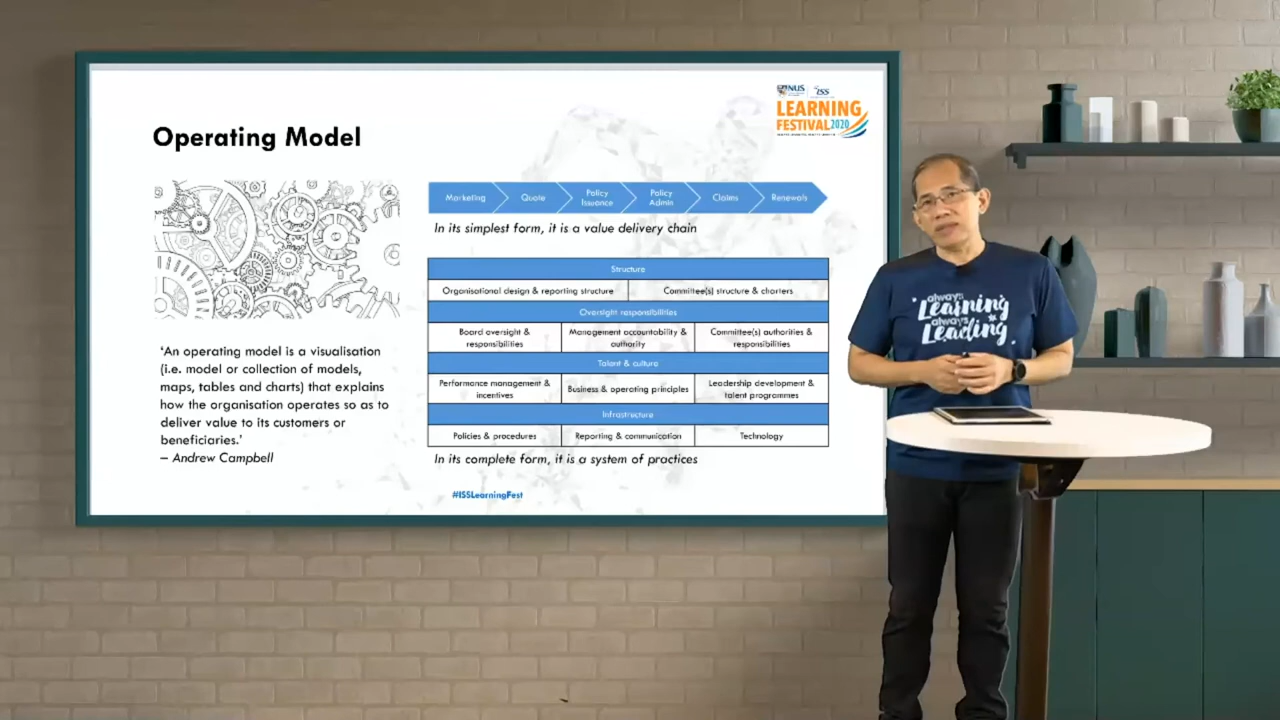 NUS
ISS
LEARNING
FESTIVAL 2020
Operating Model
Marketing
Quote
Policy
Issuance
Policy
Admin
Claims
Renewals
In its simplest form, it is a value delivery chain
Structure
Organisational design & reporting structure
Committee(s) structure & charters
Oversight responsibilities
Board oversight &
responsibilities
Management accountability &
authority
Committee(s) authorities &
responsibilities
Talent & culture
Performance management &
incentives
Business & operating principles
Leadership development &
talent programmes
Infrastructure
Policies & procedures
Reporting & communication
Technology
In its complete form, it is a system of practices
'An operating model is a visualisation
(i.e. model or collection of models,
maps, tables and charts) that explains
how the organisation operates so as to
deliver value to its customers or
beneficiaries.'
– Andrew Campbell
#ISSLearningFest
always
Learning
always
Leading